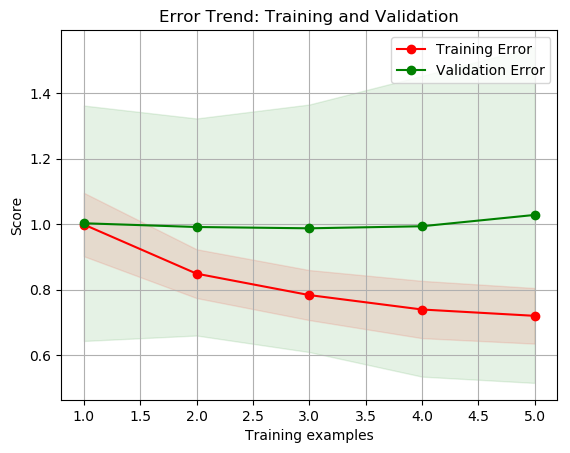 Error Trend: Training and Validation
Training Error
Validation Error
Score
1.4
1.2
1.0
0.8
0.6
1.0 1.5 2.0 2.5 3.0 3.5 4.0 4.5 5.0
Training examples